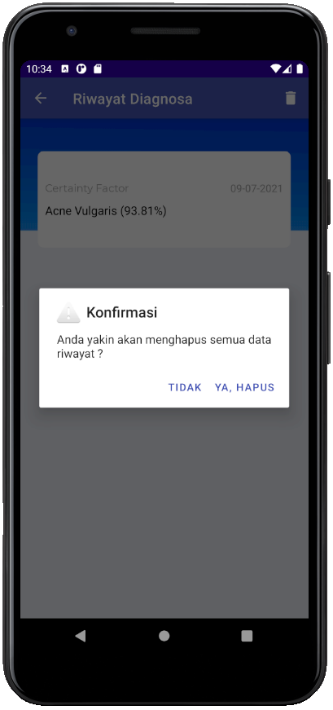 10:34
Riwayat Diagnosa
Certainty Factor 09-07-2021
Acne Vulgaris (93.81%)
Konfirmasi
Anda yakin akan menghapus semua data
riwayat ?
TIDAK YA, HAPUS